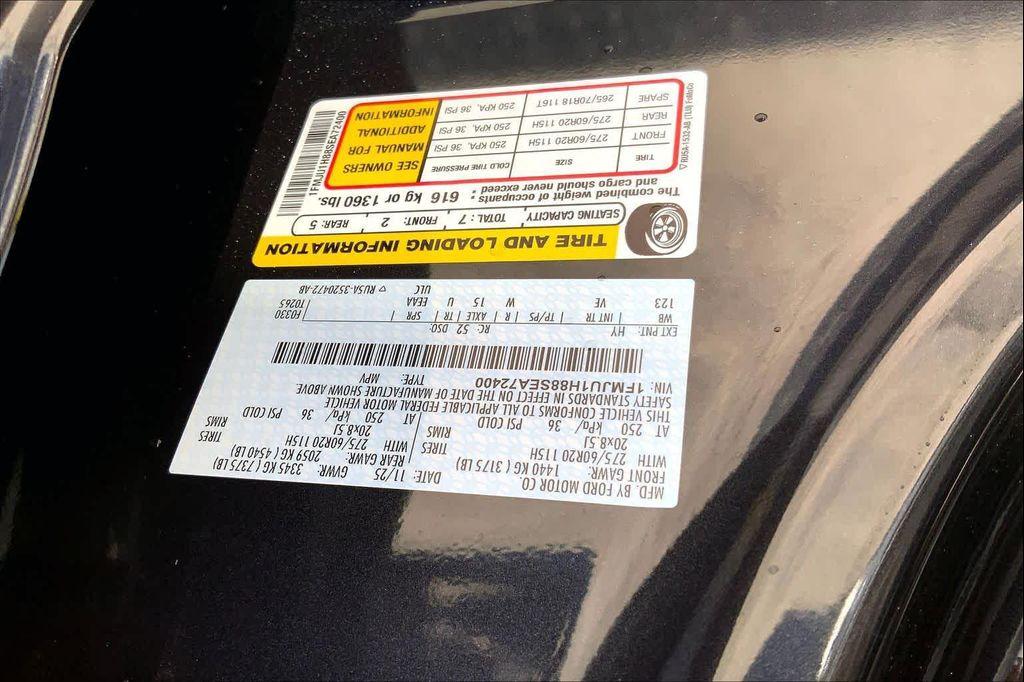 MFD. BY FORD MOTOR CO.
DATE: 11/25 GVWR: 3345 KG ( 7375 LB)
FRONT GAWR: 1440 ( KG ) 3175 LB) REAR GAWR: 2059 KG ( 4540 LB)
WITH 275/60R20 115H TIRES WITH 275/60R20 115H TIRES
20x8.5J RIMS 20x8.5J RIMS
AT 250 kPa/ 36 PSI COLD AT 250 kPa/ 36 PSI COLD
THIS VEHICLE CONFORMS TO ALL APPLICABLE FEDERAL MOTOR VEHICLE
SAFETY STANDARDS IN EFFECT ON THE DATE OF MANUFACTURE SHOWN ABOVE.
VIN: 1FMJU1H88SEA72400 TYPE: MPV
EXT PNT: HY RC: 52 DSO: F0330
WB | INT TR | TP/PS | R | AXLE | TR | SPR T0265
123 VE W 15 U EEAA
ULC ▽ RU5A-3520472-AB
TIRE AND LOADING INFORMATION
SEATING CAPACITY TOTAL : 7 FRONT: 2 REAR: 5
The combined weight of occupants and cargo should never exceed : 616 kg or 1360 lbs.
TIRE SIZE COLD TIRE PRESSURE
FRONT 275/60R20 115H 250 KPA, 36 PSI
REAR 275/60R20 115H 250 KPA, 36 PSI
SPARE 265/70R18 116T 250 KPA, 36 PSI
SEE OWNERS
MANUAL FOR
ADDITIONAL
INFORMATION
1FMJU1H88SEA72400
▽ RU5A-1532-AB (TLU) FoMoCo